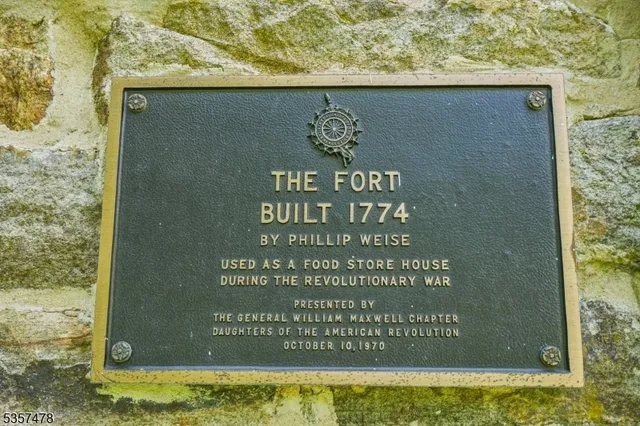 THE FORT
BUILT 1774
BY PHILLIP WEISE
USED AS A FOOD STORE HOUSE
DURING THE REVOLUTIONARY WAR
PRESENTED BY
THE GENERAL WILLIAM MAXWELL CHAPTER
DAUGHTERS OF THE AMERICAN REVOLUTION
OCTOBER 10, 1970
5357478